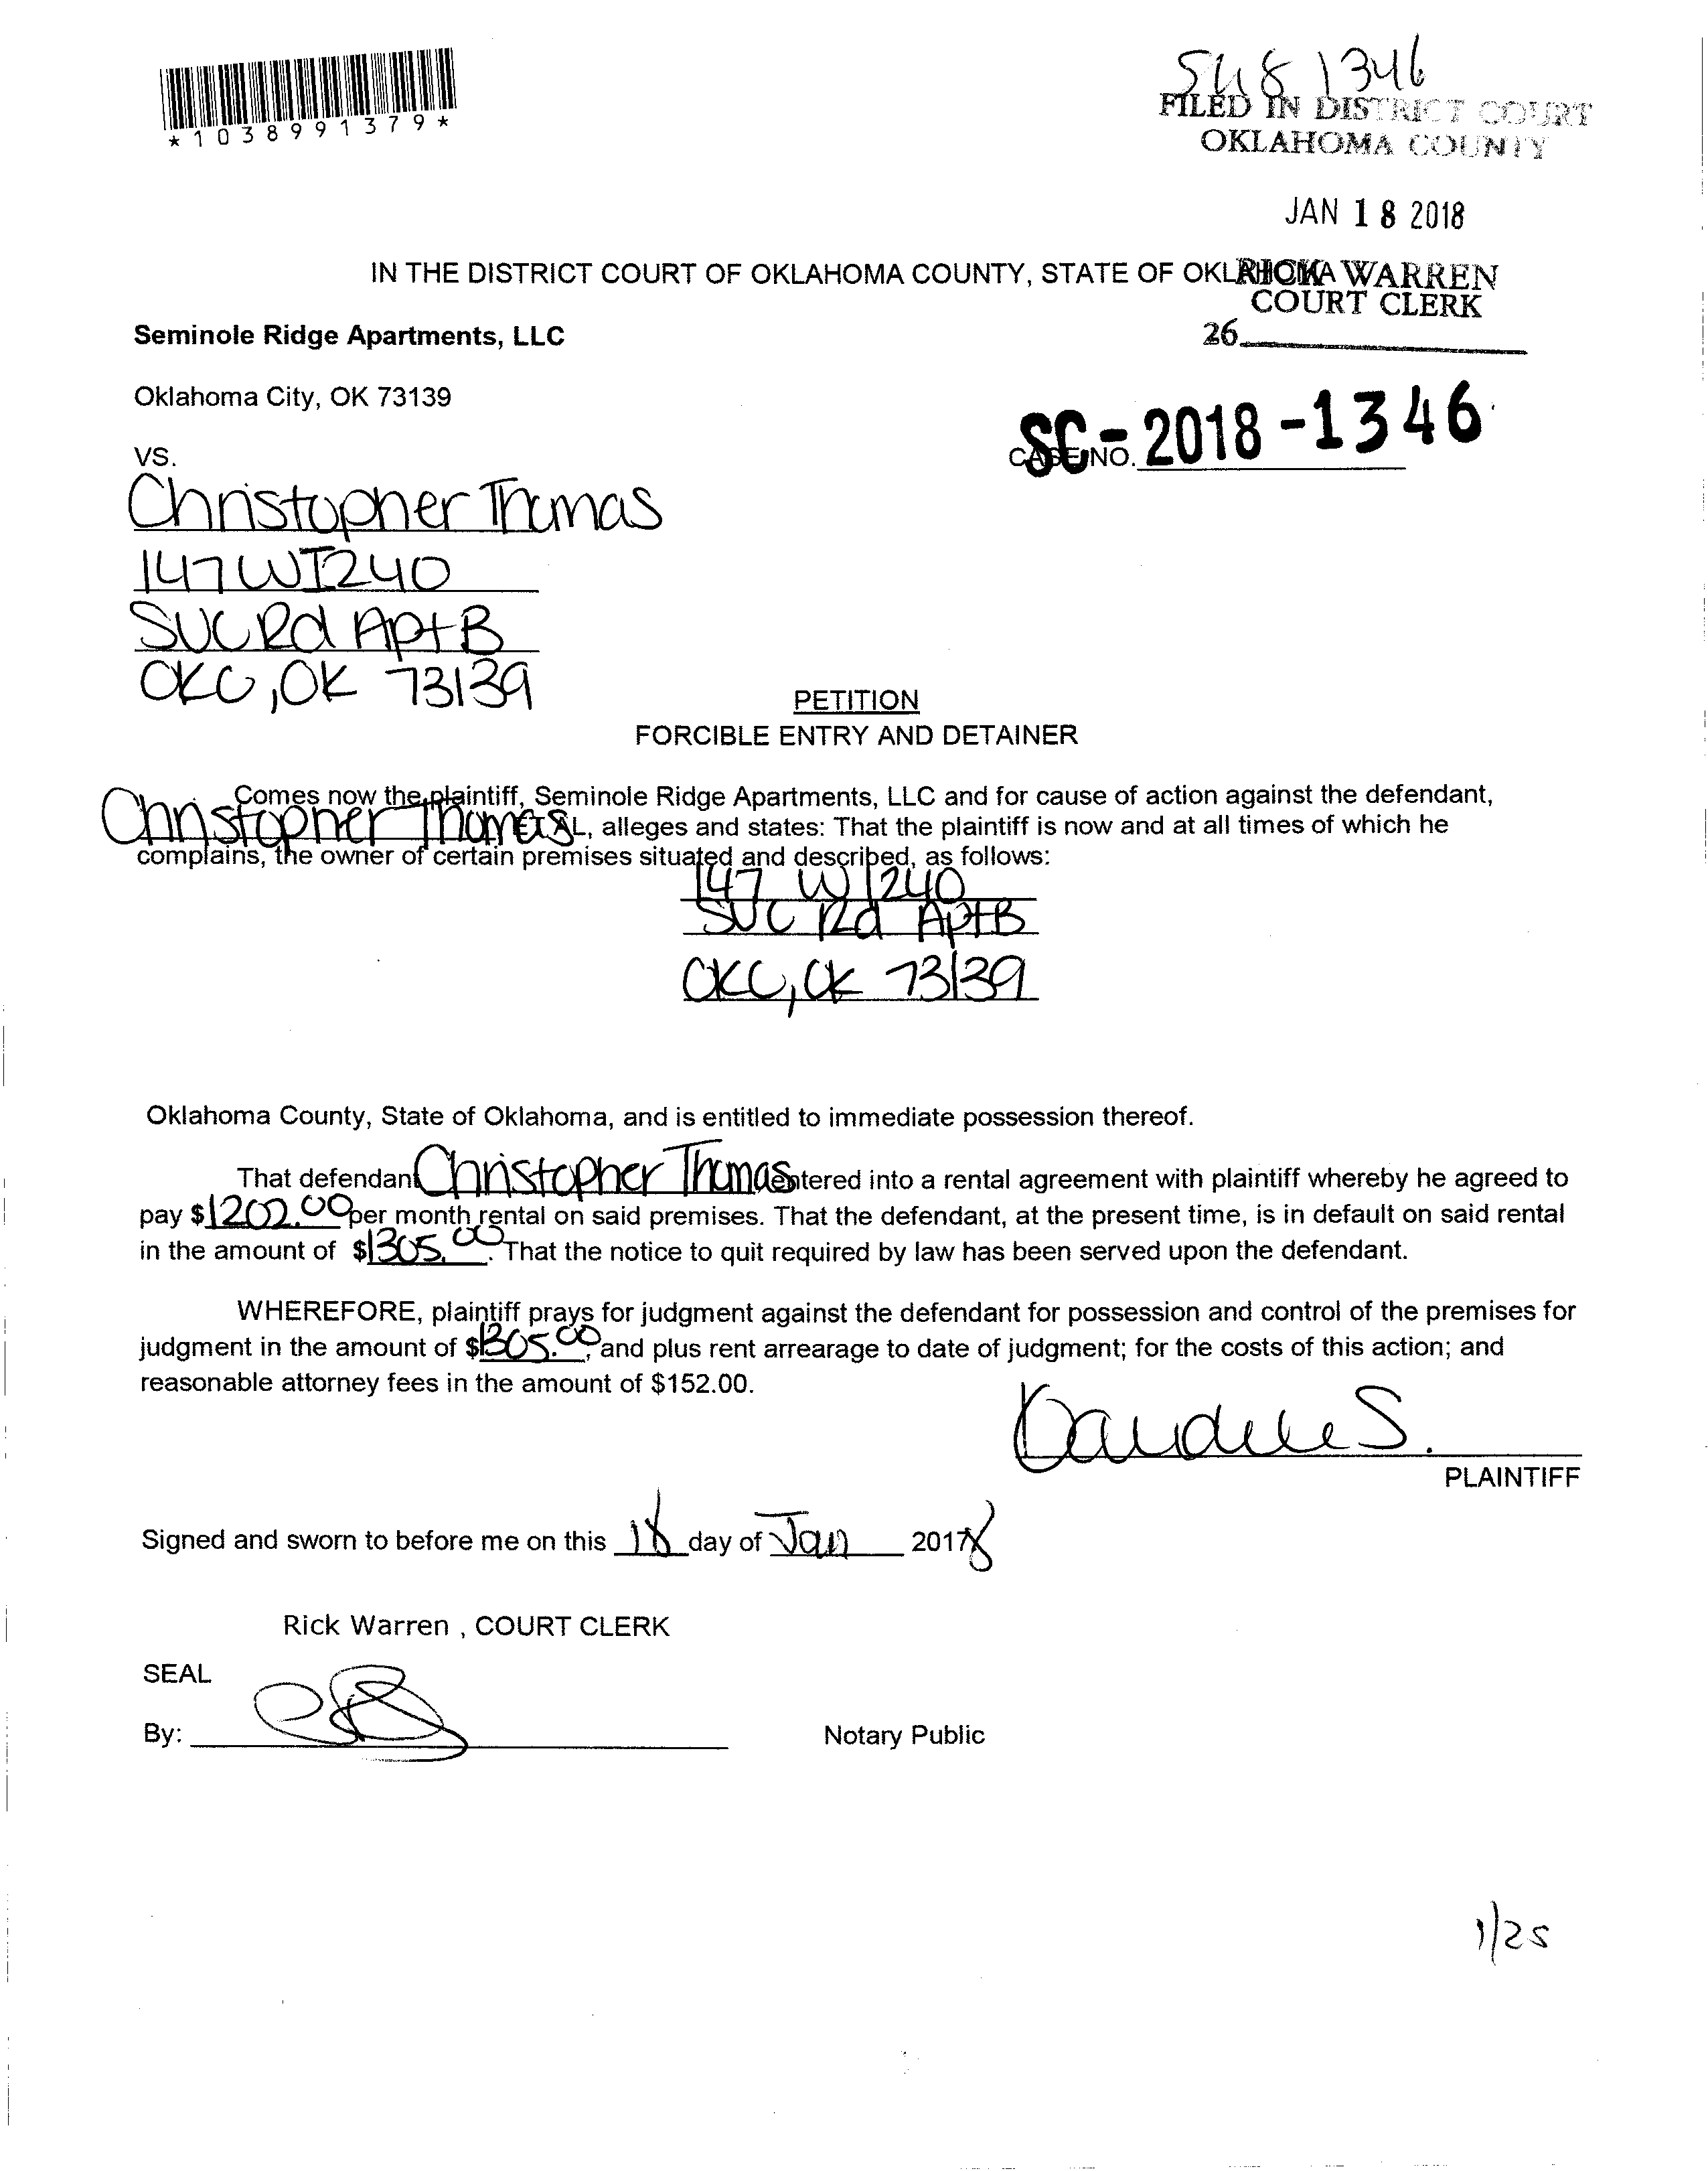 *1038991379*
SC18 1346
FILED IN DISTRICT COURT
OKLAHOMA COUNTY
JAN 18 2018
IN THE DISTRICT COURT OF OKLAHOMA COUNTY, STATE OF OKLAHOMA
RICK WARREN
COURT CLERK
26
Seminole Ridge Apartments, LLC
Oklahoma City, OK 73139
CASE NO. SC-2018-1346
VS.
Christopher Thomas
147 W I240
SVC Rd Apt B
OKC, OK 73139
PETITION
FORCIBLE ENTRY AND DETAINER
Comes now the plaintiff, Seminole Ridge Apartments, LLC and for cause of action against the defendant,
Christopher Thomas ET AL, alleges and states: That the plaintiff is now and at all times of which he
complains, the owner of certain premises situated and described, as follows:
147 W I240
SVC Rd Apt B
OKC, OK 73139
Oklahoma County, State of Oklahoma, and is entitled to immediate possession thereof.
That defendant Christopher Thomas entered into a rental agreement with plaintiff whereby he agreed to
pay $1202.00 per month rental on said premises. That the defendant, at the present time, is in default on said rental
in the amount of $1305.00. That the notice to quit required by law has been served upon the defendant.
WHEREFORE, plaintiff prays for judgment against the defendant for possession and control of the premises for
judgment in the amount of $1305.00, and plus rent arrearage to date of judgment; for the costs of this action; and
reasonable attorney fees in the amount of $152.00.
PLAINTIFF
Signed and sworn to before me on this 18 day of Jan 2018
Rick Warren , COURT CLERK
SEAL
By:
Notary Public
1/25